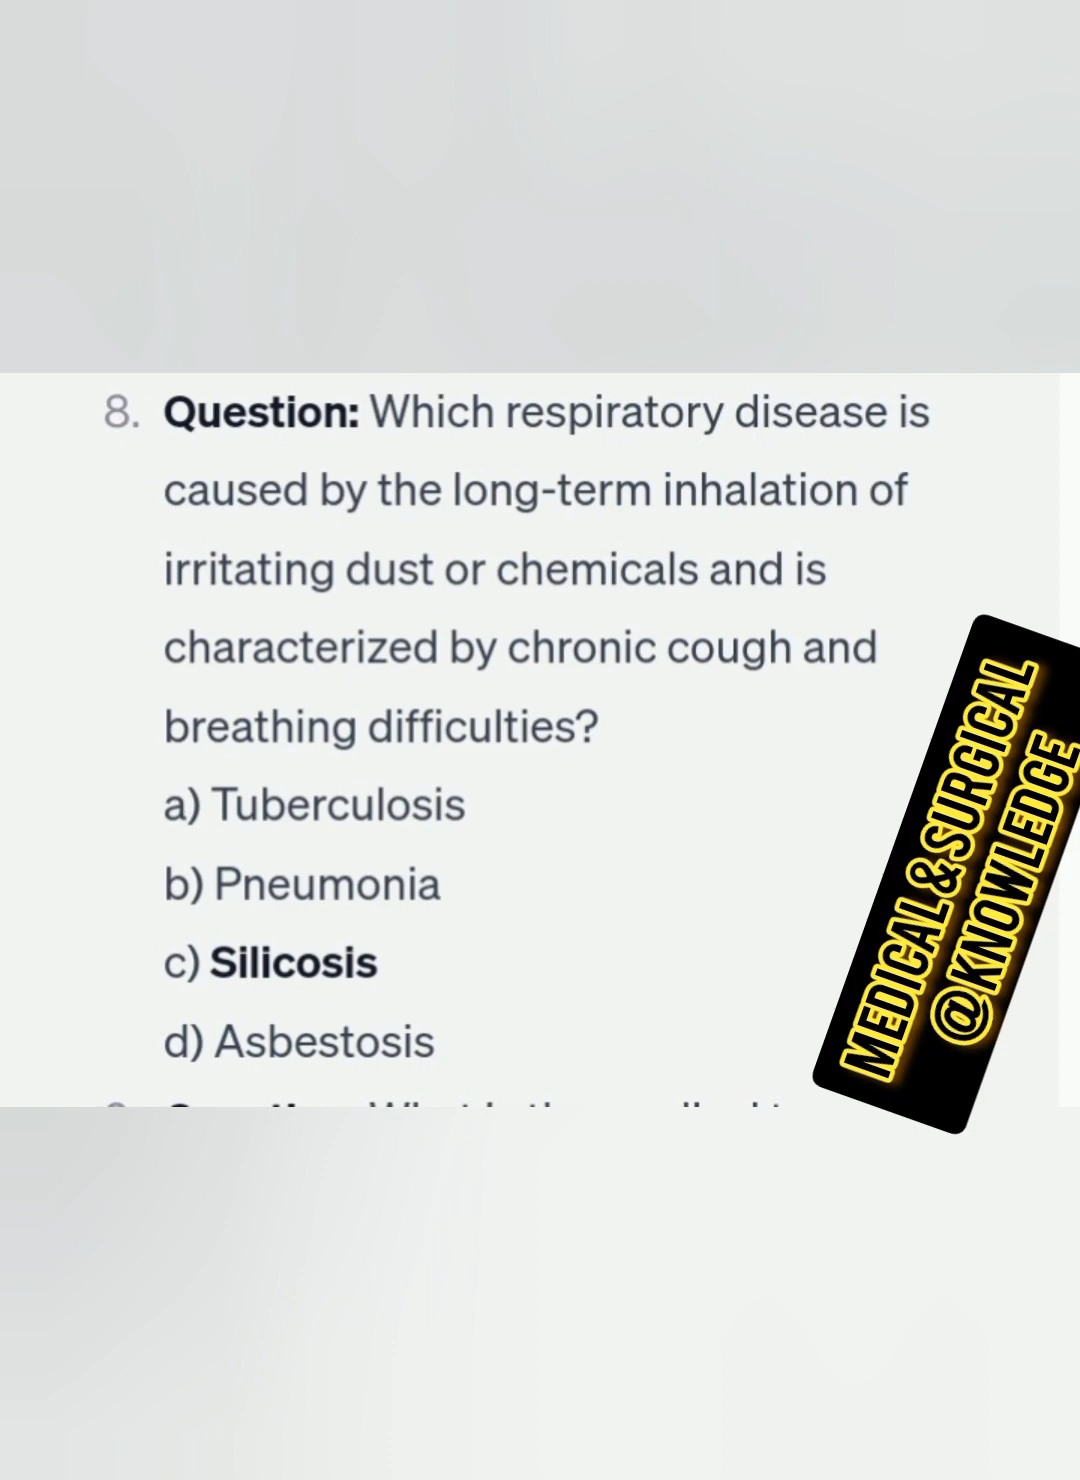 8. Question: Which respiratory disease is
caused by the long-term inhalation of
irritating dust or chemicals and is
characterized by chronic cough and
breathing difficulties?
a) Tuberculosis
b) Pneumonia
c) Silicosis
d) Asbestosis
MEDICAL & SURGICAL
@KNOWLEDGE